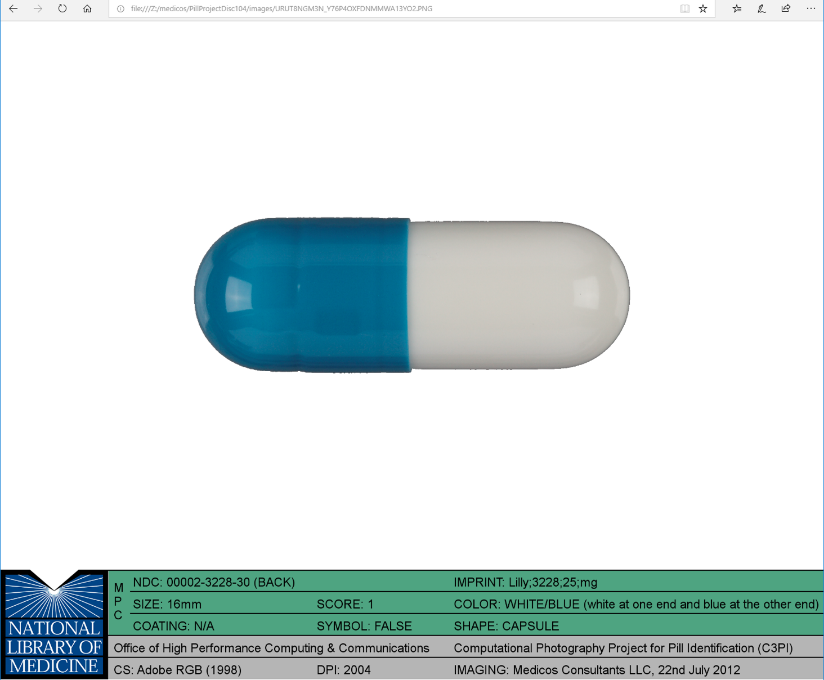 file:///Z:/medicos/PillProjectDisc104/images/URUT8NGM3N_Y76P4OXFDNMMWA13YO2.PNG
NDC: 00002-3228-30 (BACK) IMPRINT: Lilly;3228;25;mg
MPC
SIZE: 16mm SCORE: 1 COLOR: WHITE/BLUE (white at one end and blue at the other end)
COATING: N/A SYMBOL: FALSE SHAPE: CAPSULE
NATIONAL
LIBRARY OF
MEDICINE
Office of High Performance Computing & Communications Computational Photography Project for Pill Identification (C3PI)
CS: Adobe RGB (1998) DPI: 2004 IMAGING: Medicos Consultants LLC, 22nd July 2012